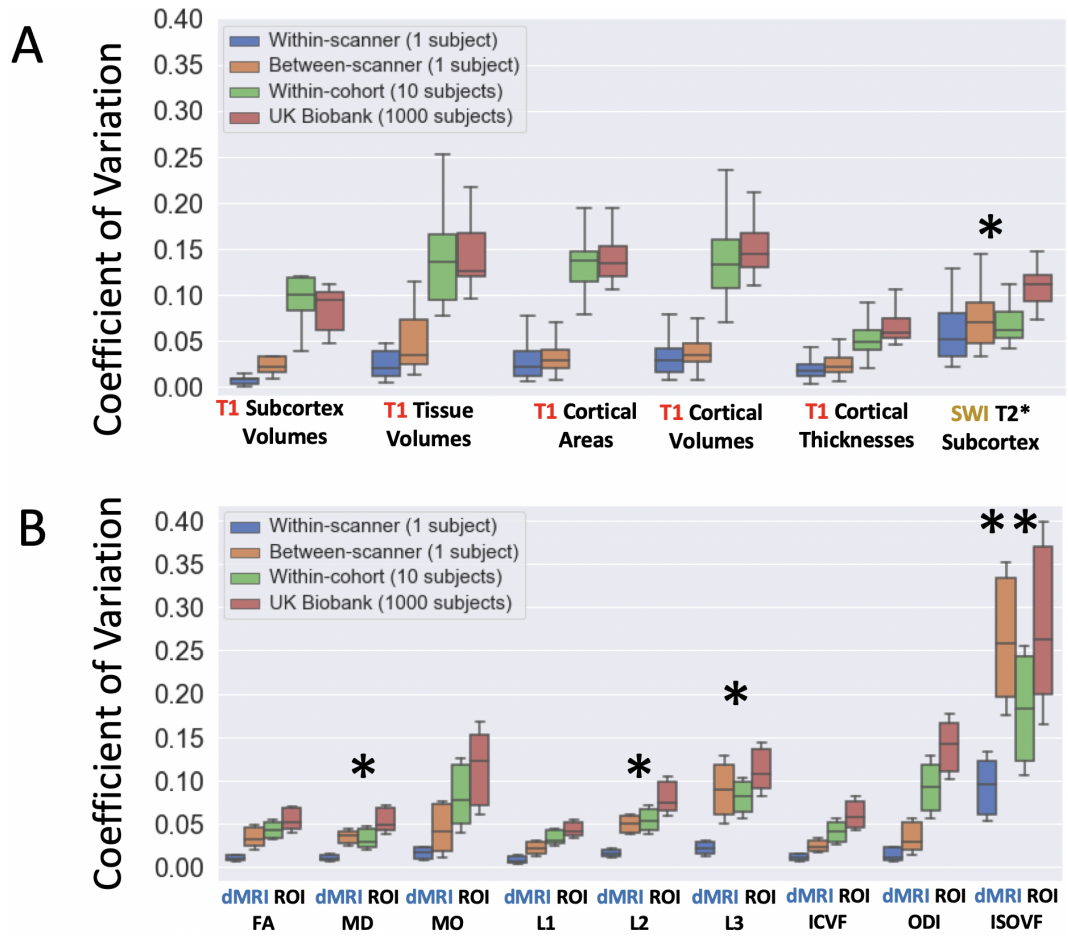 A
Coefficient of Variation
0.40
0.35
0.30
0.25
0.20
0.15
0.10
0.05
0.00
Within-scanner (1 subject)
Between-scanner (1 subject)
Within-cohort (10 subjects)
UK Biobank (1000 subjects)
*
T1 Subcortex
Volumes
T1 Tissue
Volumes
T1 Cortical
Areas
T1 Cortical
Volumes
T1 Cortical
Thicknesses
SWI T2*
Subcortex
B
Coefficient of Variation
0.40
0.35
0.30
0.25
0.20
0.15
0.10
0.05
0.00
Within-scanner (1 subject)
Between-scanner (1 subject)
Within-cohort (10 subjects)
UK Biobank (1000 subjects)
* *
*
*
*
dMRI ROI
FA
dMRI ROI
MD
dMRI ROI
MO
dMRI ROI
L1
dMRI ROI
L2
dMRI ROI
L3
dMRI ROI
ICVF
dMRI ROI
ODI
dMRI ROI
ISOVF